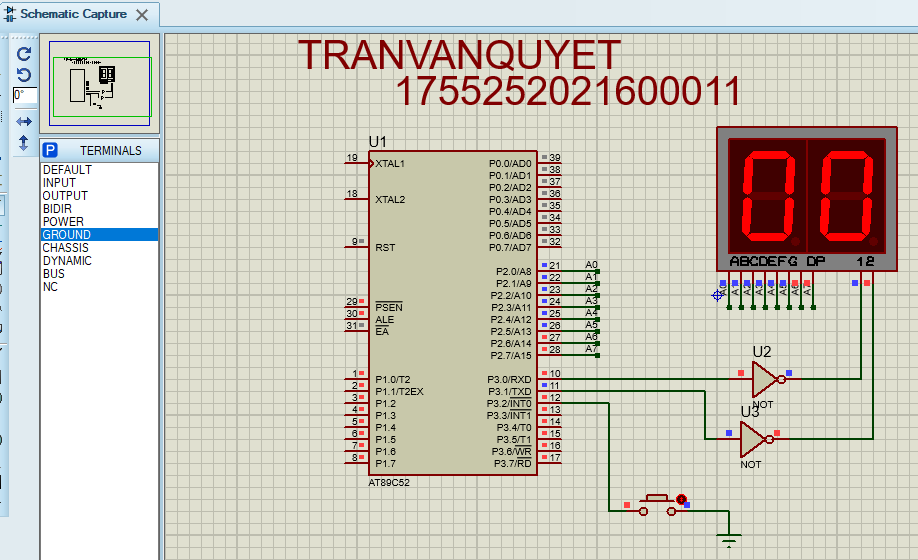 Schematic Capture
0°
P TERMINALS
DEFAULT
INPUT
OUTPUT
BIDIR
POWER
GROUND
CHASSIS
DYNAMIC
BUS
NC
TRANVANQUYET
1755252021600011
U1
19 XTAL1
18 XTAL2
9 RST
29 PSEN
30 ALE
31 EA
1 P1.0/T2
2 P1.1/T2EX
3 P1.2
4 P1.3
5 P1.4
6 P1.5
7 P1.6
8 P1.7
P0.0/AD0 39
P0.1/AD1 38
P0.2/AD2 37
P0.3/AD3 36
P0.4/AD4 35
P0.5/AD5 34
P0.6/AD6 33
P0.7/AD7 32
P2.0/A8 21 A0
P2.1/A9 22 A1
P2.2/A10 23 A2
P2.3/A11 24 A3
P2.4/A12 25 A4
P2.5/A13 26 A5
P2.6/A14 27 A6
P2.7/A15 28 A7
P3.0/RXD 10
P3.1/TXD 11
P3.2/INT0 12
P3.3/INT1 13
P3.4/T0 14
P3.5/T1 15
P3.6/WR 16
P3.7/RD 17
AT89C52
00
ABCDEFG DP 12
U2
NOT
U3
NOT